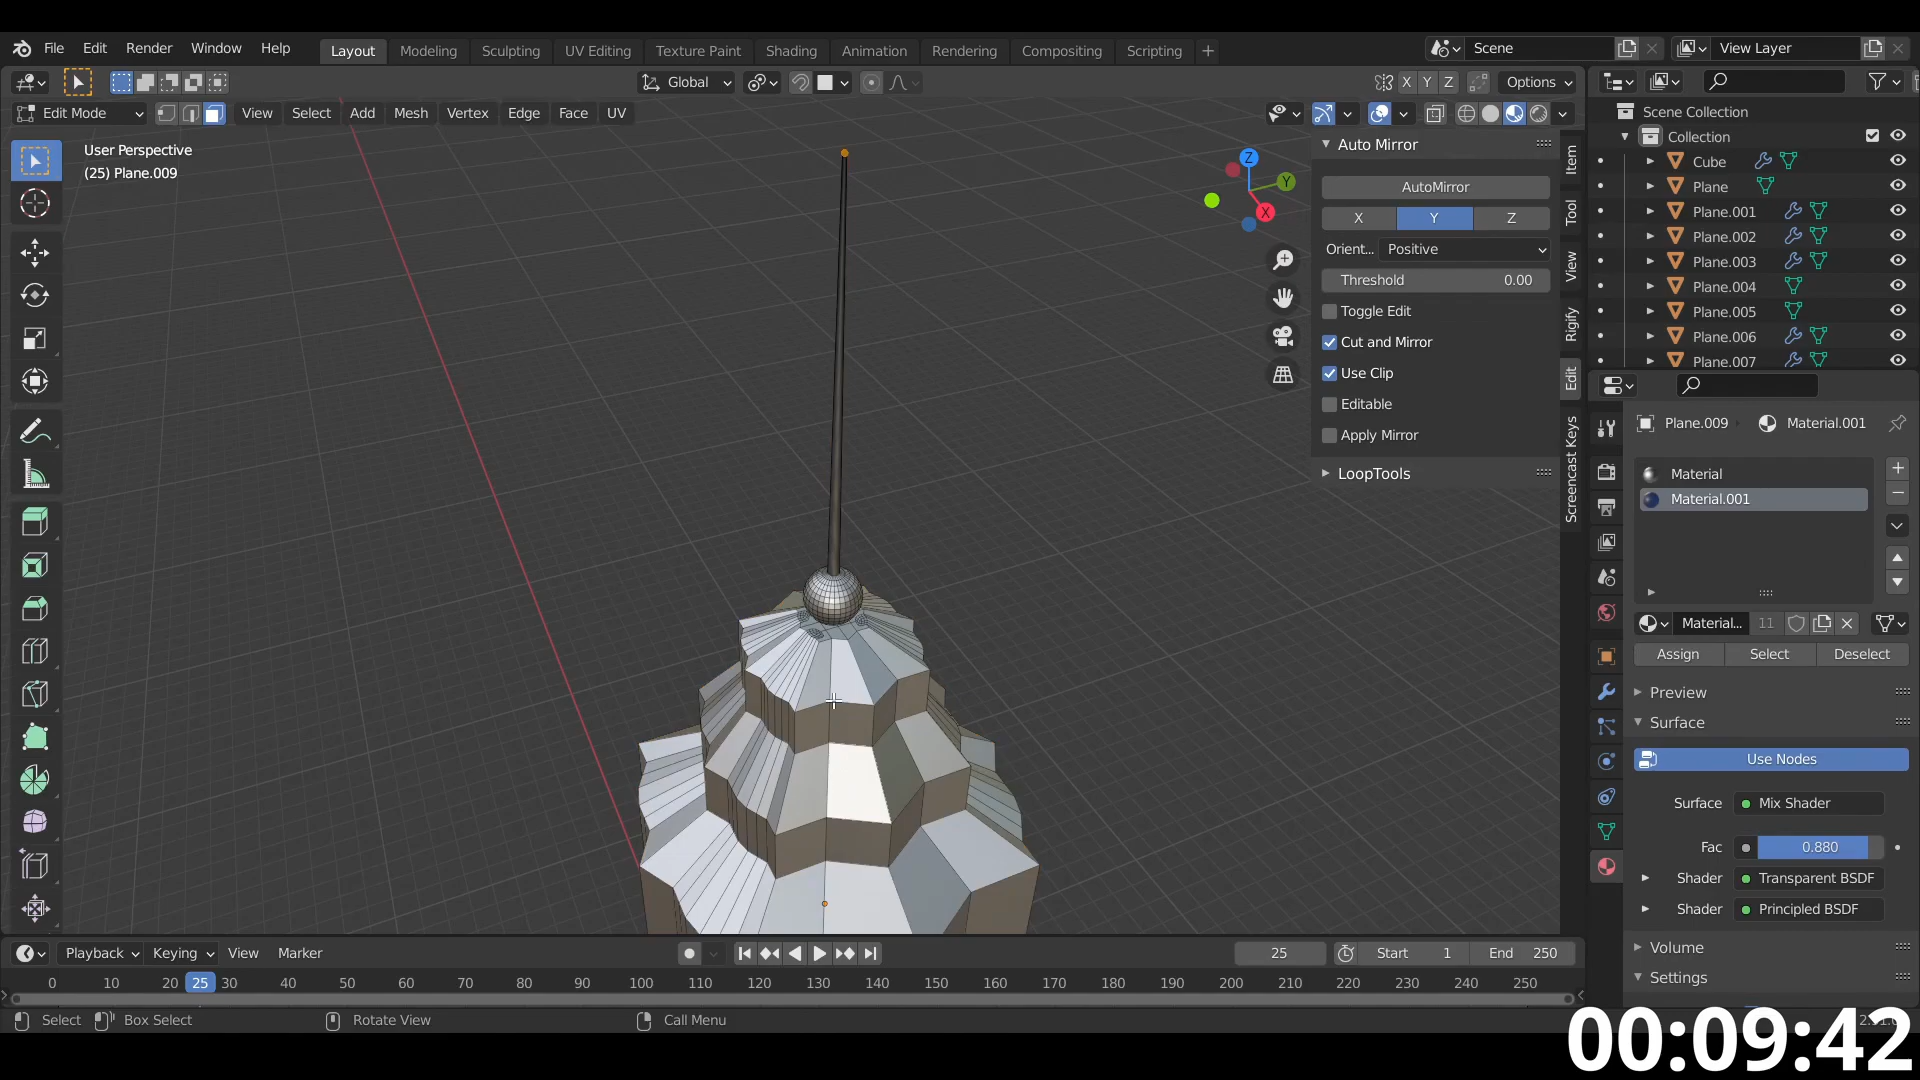 File Edit Render Window Help Layout Modeling Sculpting UV Editing Texture Paint Shading Animation Rendering Compositing Scripting + Scene View Layer
Global X Y Z Options
Edit Mode View Select Add Mesh Vertex Edge Face UV
User Perspective
(25) Plane.009
Z
Y
X
Auto Mirror
AutoMirror
X Y Z
Orient... Positive
Threshold 0.00
Toggle Edit
Cut and Mirror
Use Clip
Editable
Apply Mirror
LoopTools
Item
Tool
View
Rigify
Edit
Screencast Keys
Scene Collection
Collection
Cube
Plane
Plane.001
Plane.002
Plane.003
Plane.004
Plane.005
Plane.006
Plane.007
Plane.009 Material.001
Material
Material.001
Material... 11
Assign Select Deselect
Preview
Surface
Use Nodes
Surface Mix Shader
Fac 0.880
Shader Transparent BSDF
Shader Principled BSDF
Volume
Settings
Playback Keying View Marker 25 Start 1 End 250
0 10 20 25 30 40 50 60 70 80 90 100 110 120 130 140 150 160 170 180 190 200 210 220 230 240 250
Select Box Select Rotate View Call Menu
00:09:42